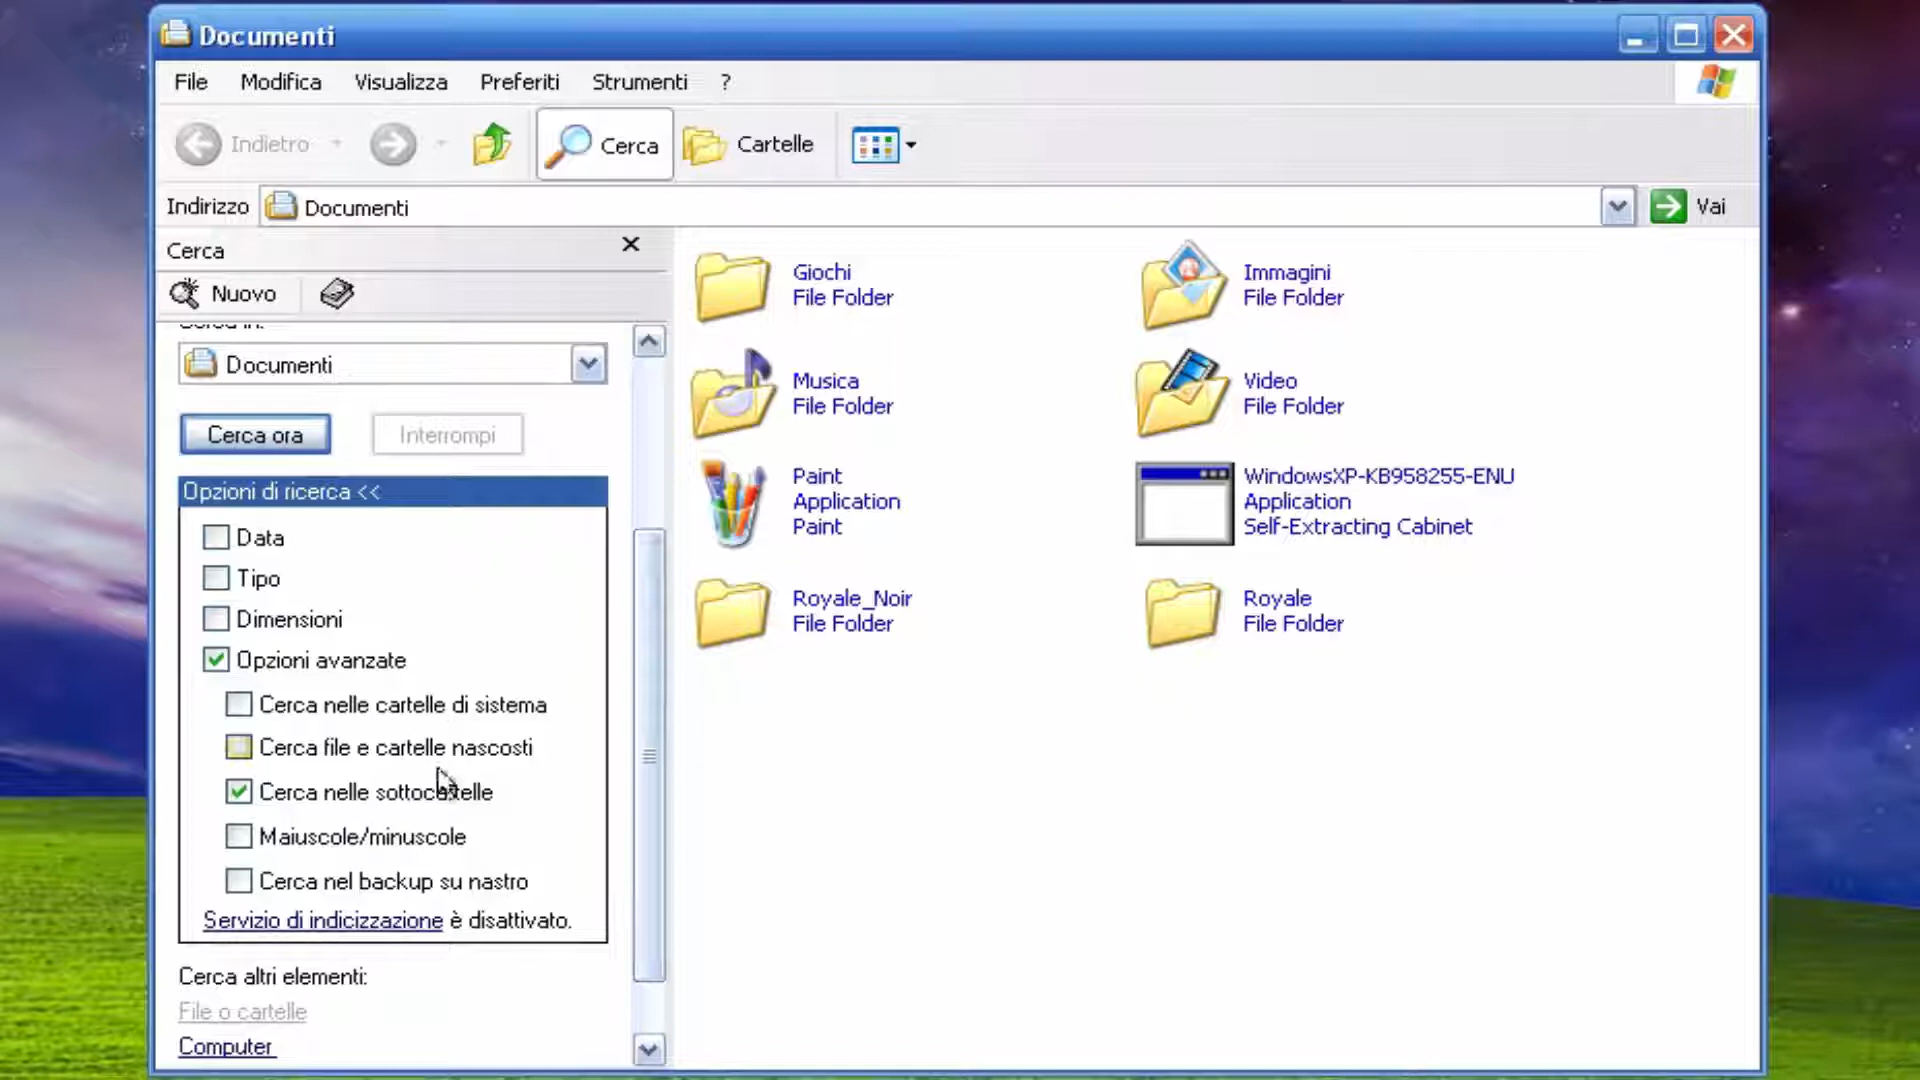 Documenti
File Modifica Visualizza Preferiti Strumenti ?
Indietro Cerca Cartelle
Indirizzo Documenti Vai
Cerca
Nuovo
Documenti
Cerca ora Interrompi
Opzioni di ricerca <<
Data
Tipo
Dimensioni
Opzioni avanzate
Cerca nelle cartelle di sistema
Cerca file e cartelle nascosti
Cerca nelle sottocartelle
Maiuscole/minuscole
Cerca nel backup su nastro
Servizio di indicizzazione è disattivato.
Cerca altri elementi:
File o cartelle
Computer
Giochi
File Folder
Immagini
File Folder
Musica
File Folder
Video
File Folder
Paint
Application
Paint
WindowsXP-KB958255-ENU
Application
Self-Extracting Cabinet
Royale_Noir
File Folder
Royale
File Folder